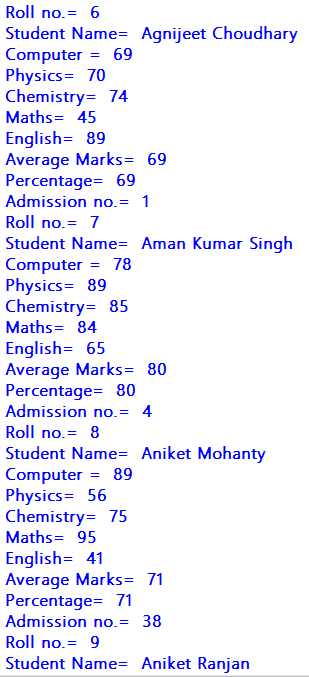 Roll no.= 6
Student Name= Agnijeet Choudhary
Computer = 69
Physics= 70
Chemistry= 74
Maths= 45
English= 89
Average Marks= 69
Percentage= 69
Admission no.= 1
Roll no.= 7
Student Name= Aman Kumar Singh
Computer = 78
Physics= 89
Chemistry= 85
Maths= 84
English= 65
Average Marks= 80
Percentage= 80
Admission no.= 4
Roll no.= 8
Student Name= Aniket Mohanty
Computer = 89
Physics= 56
Chemistry= 75
Maths= 95
English= 41
Average Marks= 71
Percentage= 71
Admission no.= 38
Roll no.= 9
Student Name= Aniket Ranjan